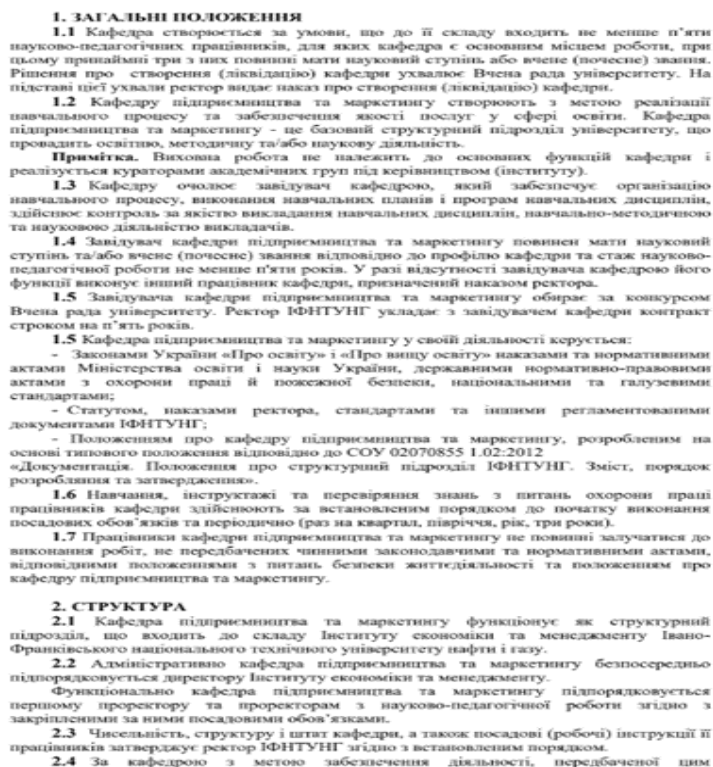 1. ЗАГАЛЬНІ ПОЛОЖЕННЯ
1.1 Кафедра створюється за умови, що до її складу входить не менше п’яти
науково-педагогічних працівників, для яких кафедра є основним місцем роботи, при
цьому принаймні три з них повинні мати науковий ступінь або вчене (почесне) звання.
Рішення про створення (ліквідацію) кафедри ухвалює Вчена рада університету. На
підставі цієї ухвали ректор видає наказ про створення (ліквідацію) кафедри.
1.2 Кафедру підприємництва та маркетингу створюють з метою реалізації
навчального процесу та забезпечення якості послуг у сфері освіти. Кафедра
підприємництва та маркетингу - це базовий структурний підрозділ університету, що
провадить освітню, методичну та/або наукову діяльність.
Примітка. Виховна робота не належить до основних функцій кафедри і
реалізується кураторами академічних груп під керівництвом (інституту).
1.3 Кафедру очолює завідувач кафедрою, який забезпечує організацію
навчального процесу, виконання навчальних планів і програм навчальних дисциплін,
здійснює контроль за якістю викладання навчальних дисциплін, навчально-методичною
та науковою діяльністю викладачів.
1.4 Завідувач кафедри підприємництва та маркетингу повинен мати науковий
ступінь та/або вчене (почесне) звання відповідно до профілю кафедри та стаж науково-
педагогічної роботи не менше п'яти років. У разі відсутності завідувача кафедрою його
функції виконує інший працівник кафедри, призначений наказом ректора.
1.5 Завідувача кафедри підприємництва та маркетингу обирає за конкурсом
Вчена рада університету. Ректор ІФНТУНГ укладає з завідувачем кафедри контракт
строком на п’ять років.
1.5 Кафедра підприємництва та маркетингу у своїй діяльності керується:
- Законами України «Про освіту» і «Про вищу освіту» наказами та нормативними
актами Міністерства освіти і науки України, державними нормативно-правовими
актами з охорони праці й пожежної безпеки, національними та галузевими
стандартами;
- Статутом, наказами ректора, стандартами та іншими регламентованими
документами ІФНТУНГ;
- Положенням про кафедру підприємництва та маркетингу, розробленим на
основі типового положення відповідно до СОУ 02070855 1.02:2012
«Документація. Положення про структурний підрозділ ІФНТУНГ. Зміст, порядок
розробляння та затвердження».
1.6 Навчання, інструктажі та перевіряння знань з питань охорони праці
працівників кафедри здійснюють за встановленим порядком до початку виконання
посадових обов’язків та періодично (раз на квартал, півріччя, рік, три роки).
1.7 Працівники кафедри підприємництва та маркетингу не повинні залучатися до
виконання робіт, не передбачених чинними законодавчими та нормативними актами,
відповідними положеннями з питань безпеки життєдіяльності та положенням про
кафедру підприємництва та маркетингу.
2. СТРУКТУРА
2.1 Кафедра підприємництва та маркетингу функціонує як структурний
підрозділ, що входить до складу Інституту економіки та менеджменту Івано-
Франківського національного технічного університету нафти і газу.
2.2 Адміністративно кафедра підприємництва та маркетингу безпосередньо
підпорядковується директору Інституту економіки та менеджменту.
Функціонально кафедра підприємництва та маркетингу підпорядковується
першому проректору та проректорам з науково-педагогічної роботи згідно з
закріпленими за ними посадовими обов’язками.
2.3 Чисельність, структуру і штат кафедри, а також посадові (робочі) інструкції її
працівників затверджує ректор ІФНТУНГ згідно з встановленим порядком.
2.4 За кафедрою з метою забезпечення діяльності, передбаченої цим